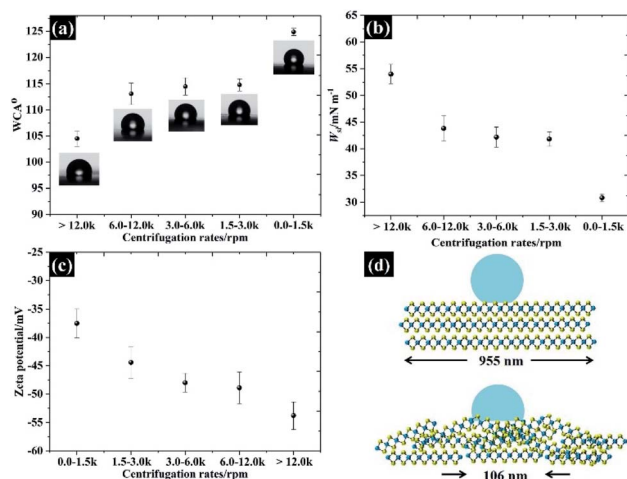 (a)
125
120
115
110
105
100
95
90
WCA°
> 12.0k 6.0-12.0k 3.0-6.0k 1.5-3.0k 0.0-1.5k
Centrifugation rates/rpm
(b)
65
60
55
50
45
40
35
30
Wsl/mN m-1
> 12.0k 6.0-12.0k 3.0-6.0k 1.5-3.0k 0.0-1.5k
Centrifugation rates/rpm
(c)
-25
-30
-35
-40
-45
-50
-55
-60
Zeta potential/mV
0.0-1.5k 1.5-3.0k 3.0-6.0k 6.0-12.0k > 12.0k
Centrifugation rates/rpm
(d)
955 nm
106 nm